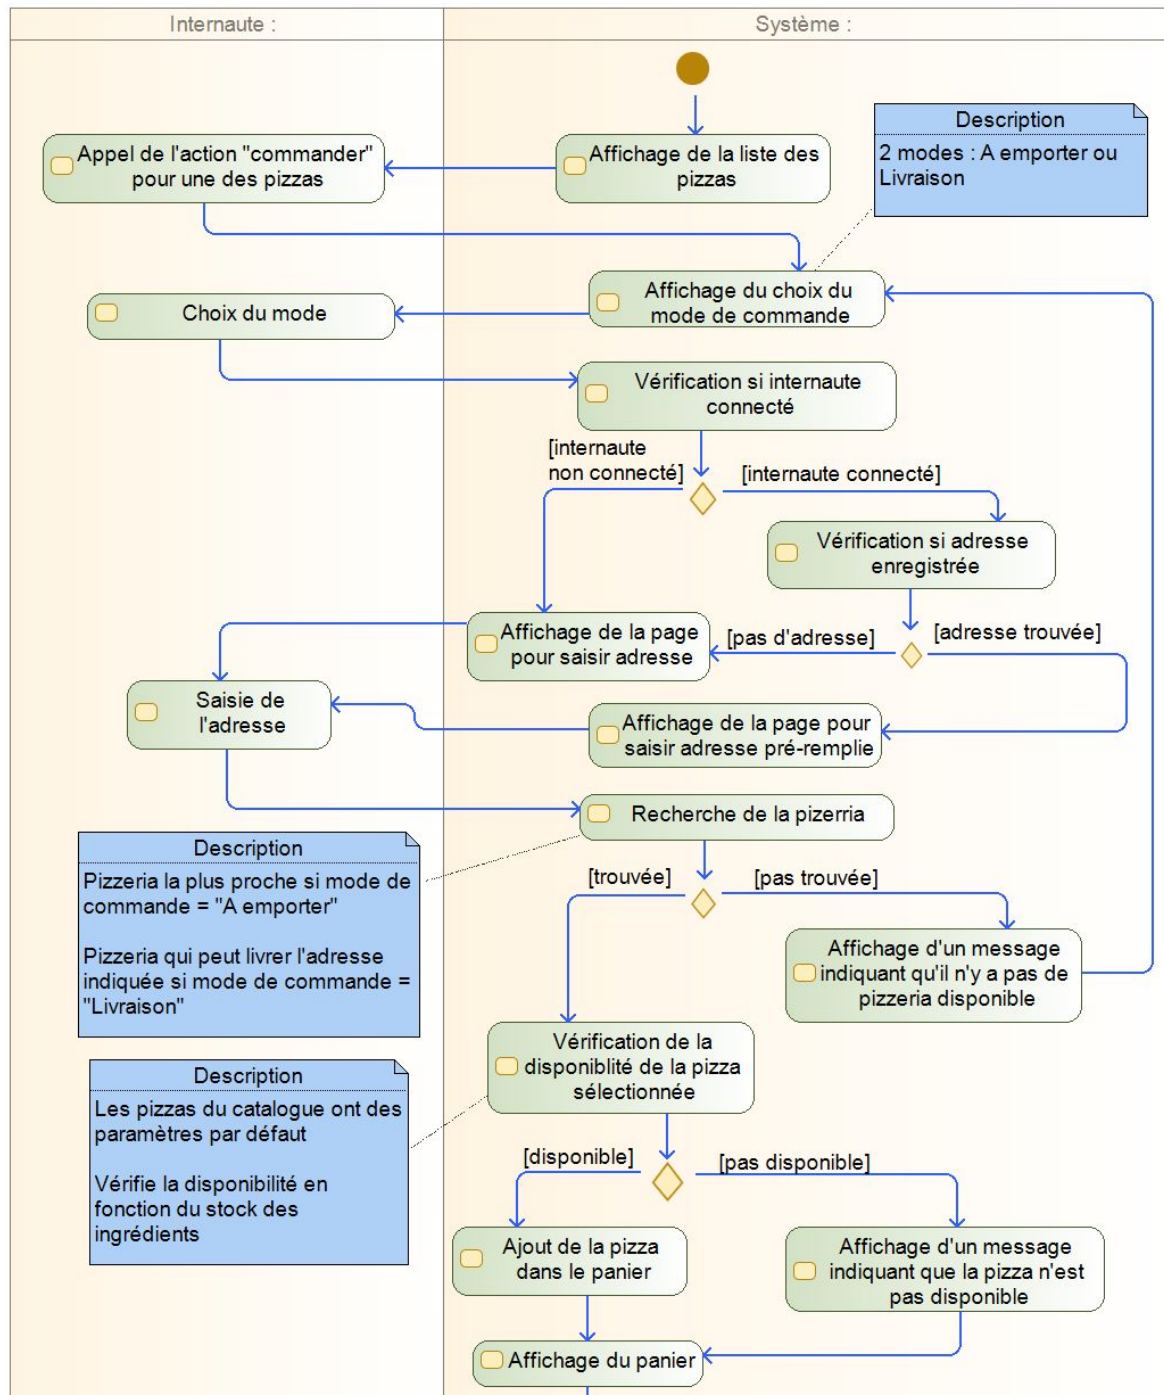 Internaute :
Système :
Description
2 modes : A emporter ou
Livraison
Affichage de la liste des
pizzas
Appel de l'action "commander"
pour une des pizzas
Affichage du choix du
mode de commande
Choix du mode
Vérification si internaute
connecté
[internaute
non connecté]
[internaute connecté]
Vérification si adresse
enregistrée
[pas d'adresse]
[adresse trouvée]
Affichage de la page
pour saisir adresse
Saisie de
l'adresse
Affichage de la page pour
saisir adresse pré-remplie
Recherche de la pizerria
Description
Pizzeria la plus proche si mode de
commande = "A emporter"
Pizzeria qui peut livrer l'adresse
indiquée si mode de commande =
"Livraison"
[trouvée]
[pas trouvée]
Affichage d'un message
indiquant qu'il n'y a pas de
pizzeria disponible
Vérification de la
disponiblité de la pizza
sélectionnée
Description
Les pizzas du catalogue ont des
paramètres par défaut
Vérifie la disponibilité en
fonction du stock des
ingrédients
[disponible]
[pas disponible]
Ajout de la pizza
dans le panier
Affichage d'un message
indiquant que la pizza n'est
pas disponible
Affichage du panier